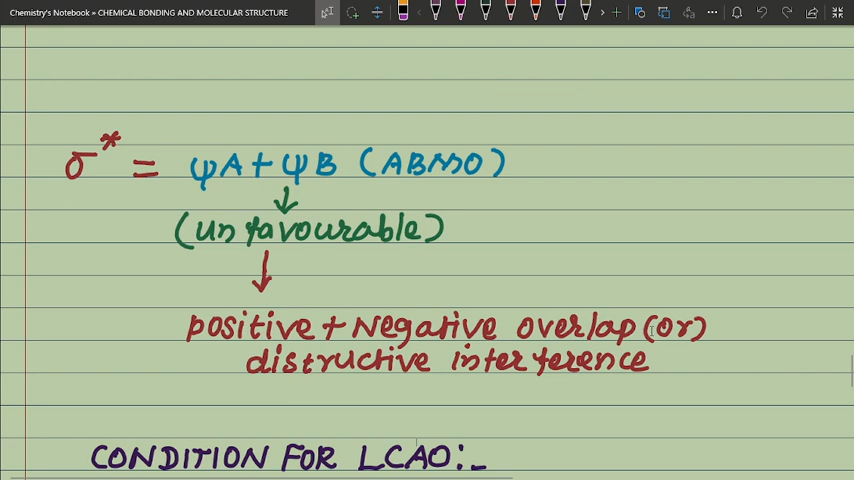 Chemistry's Notebook » CHEMICAL BONDING AND MOLECULAR STRUCTURE
σ* = ψA + ψB (ABMO)
(unfavourable)
positive + Negative overlap (or)
distructive interference
CONDITION FOR LCAO:-